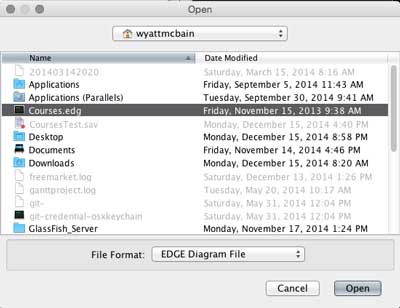 Open
wyattmcbain
Name Date Modified
201403142020 Saturday, March 15, 2014 8:16 AM
Applications Friday, September 5, 2014 11:43 AM
Applications (Parallels) Tuesday, September 30, 2014 9:41 AM
Courses.edg Friday, November 15, 2013 9:38 AM
CoursesTest.sav Monday, December 15, 2014 4:40 PM
Desktop Monday, December 15, 2014 8:58 PM
Documents Friday, November 14, 2014 4:46 PM
Downloads Monday, December 15, 2014 8:20 AM
freemarket.log Saturday, December 13, 2014 1:26 PM
ganttproject.log Tuesday, May 20, 2014 10:17 AM
git- Saturday, May 31, 2014 12:04 PM
git-credential-osxkeychain Saturday, May 31, 2014 12:04 PM
GlassFish_Server Monday, November 17, 2014 1:24 PM
File Format: EDGE Diagram File
Cancel Open